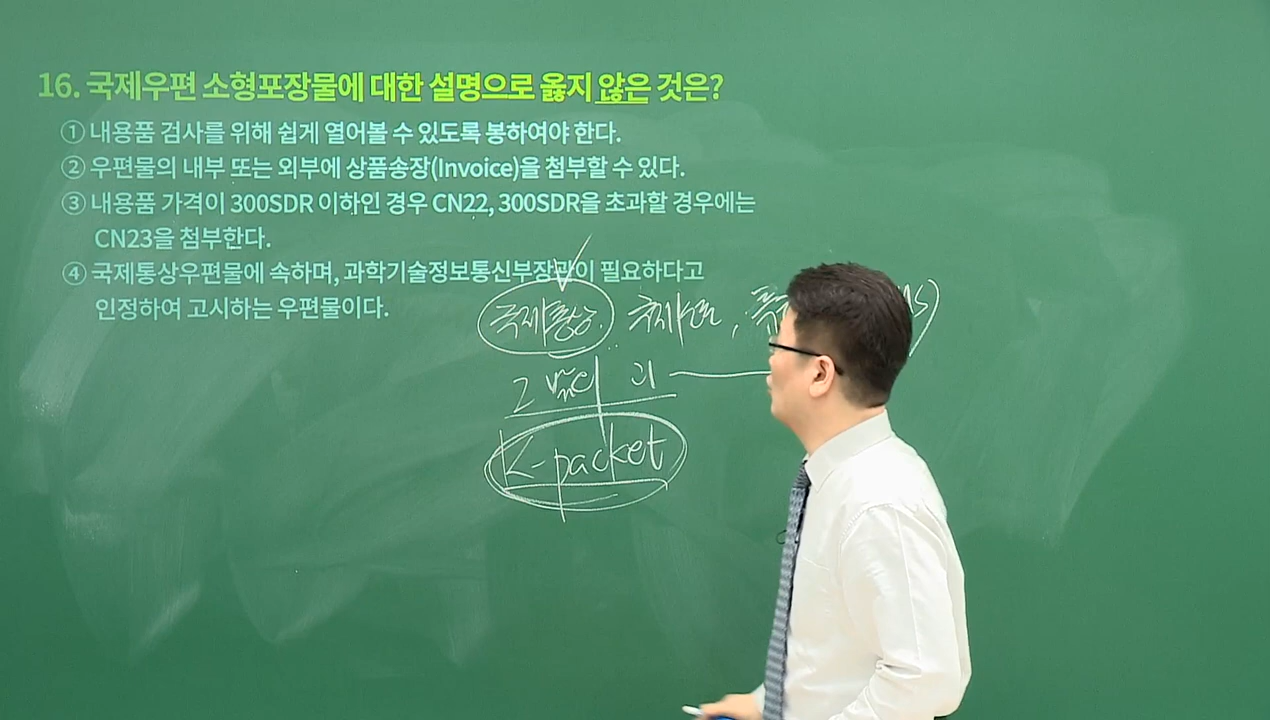 16. 국제우편 소형포장물에 대한 설명으로 옳지 않은 것은?
① 내용품 검사를 위해 쉽게 열어볼 수 있도록 봉하여야 한다.
② 우편물의 내부 또는 외부에 상품송장(Invoice)을 첨부할 수 있다.
③ 내용품 가격이 300SDR 이하인 경우 CN22, 300SDR을 초과할 경우에는
CN23을 첨부한다.
④ 국제통상우편물에 속하며, 과학기술정보통신부장관이 필요하다고
인정하여 고시하는 우편물이다.
국제통상.
K-packet